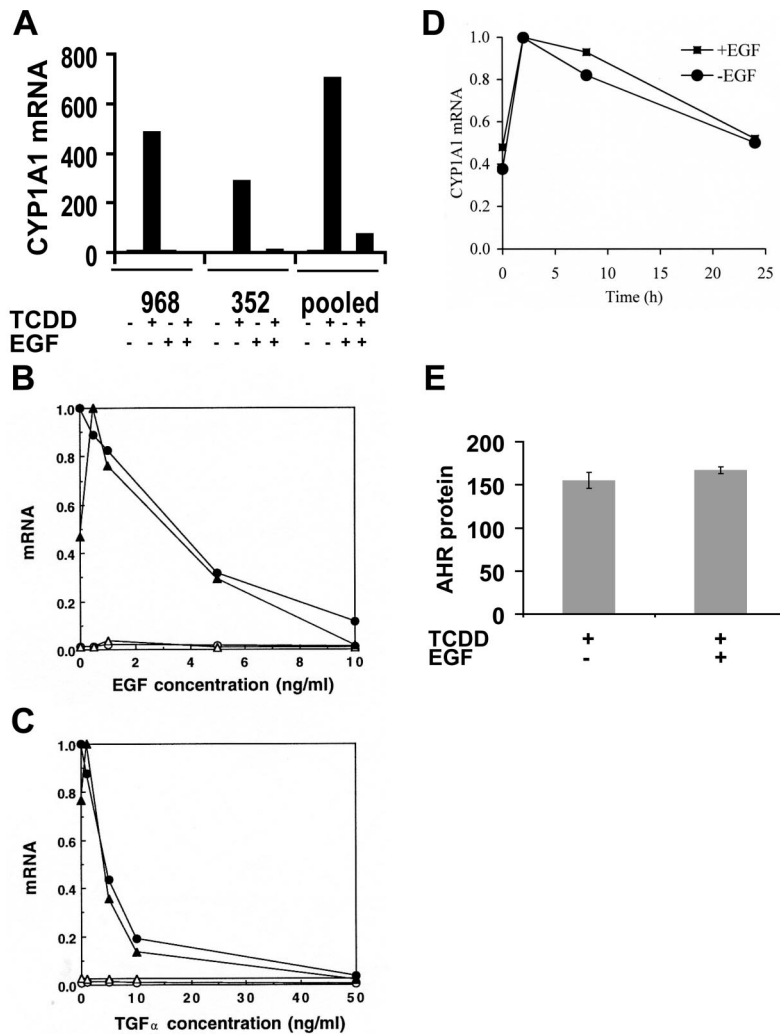 A
CYP1A1 mRNA
800
600
400
200
0
968 352 pooled
TCDD - + - + - + - + - + - +
EGF - - + + - - + + - - + +
B
mRNA
1.0
0.8
0.6
0.4
0.2
0.0
0 2 4 6 8 10
EGF concentration (ng/ml)
C
mRNA
1.0
0.8
0.6
0.4
0.2
0.0
0 10 20 30 40 50
TGFα concentration (ng/ml)
D
CYP1A1 mRNA
1.0
0.8
0.6
0.4
0.2
0.0
0 5 10 15 20 25
Time (h)
+EGF
-EGF
E
AHR protein
200
150
100
50
0
TCDD + +
EGF - +